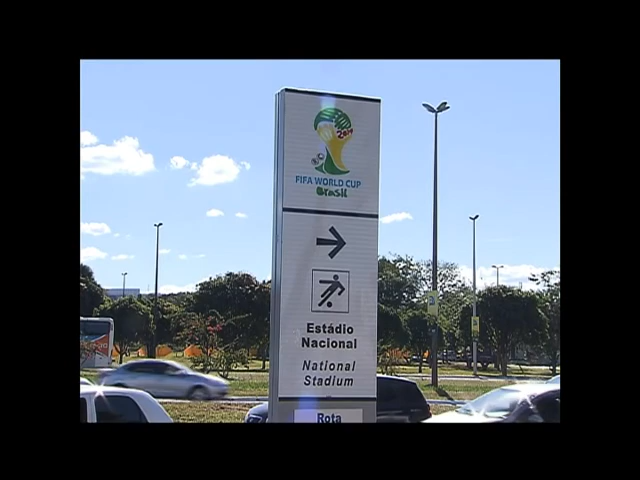 2014
FIFA WORLD CUP
Brasil
Estádio
Nacional
National
Stadium
Rota